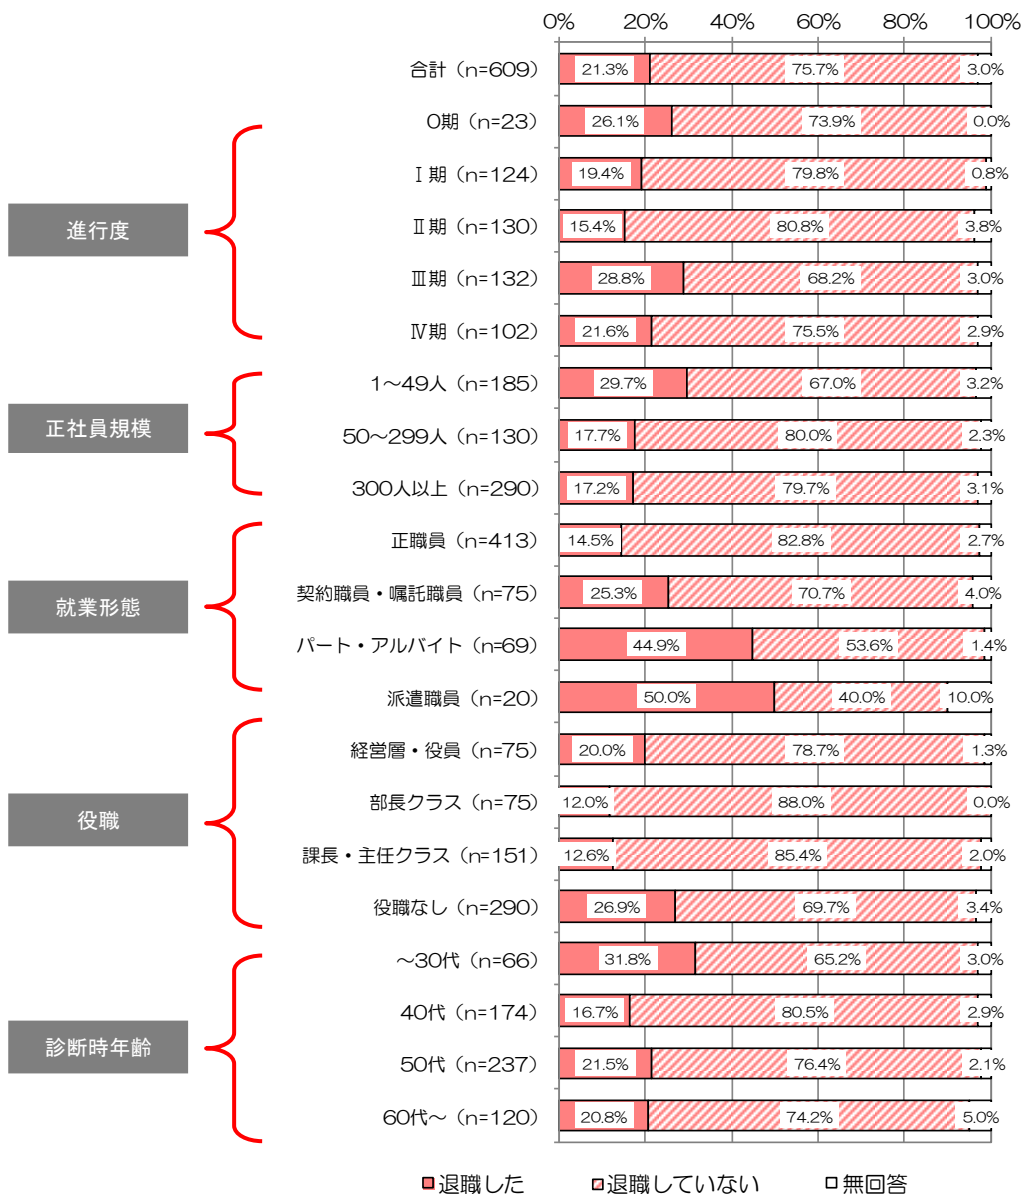 0% 20% 40% 60% 80% 100%
合計（n=609） 21.3% 75.7% 3.0%
進行度
0期（n=23） 26.1% 73.9% 0.0%
Ⅰ期（n=124） 19.4% 79.8% 0.8%
Ⅱ期（n=130） 15.4% 80.8% 3.8%
Ⅲ期（n=132） 28.8% 68.2% 3.0%
Ⅳ期（n=102） 21.6% 75.5% 2.9%
正社員規模
1～49人（n=185） 29.7% 67.0% 3.2%
50～299人（n=130） 17.7% 80.0% 2.3%
300人以上（n=290） 17.2% 79.7% 3.1%
就業形態
正職員（n=413） 14.5% 82.8% 2.7%
契約職員・嘱託職員（n=75） 25.3% 70.7% 4.0%
パート・アルバイト（n=69） 44.9% 53.6% 1.4%
派遣職員（n=20） 50.0% 40.0% 10.0%
役職
経営層・役員（n=75） 20.0% 78.7% 1.3%
部長クラス（n=75） 12.0% 88.0% 0.0%
課長・主任クラス（n=151） 12.6% 85.4% 2.0%
役職なし（n=290） 26.9% 69.7% 3.4%
診断時年齢
～30代（n=66） 31.8% 65.2% 3.0%
40代（n=174） 16.7% 80.5% 2.9%
50代（n=237） 21.5% 76.4% 2.1%
60代～（n=120） 20.8% 74.2% 5.0%
退職した 退職していない 無回答